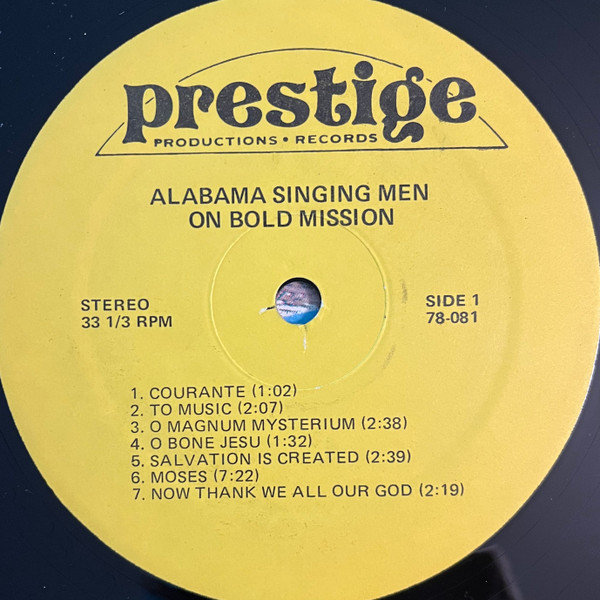 prestige
PRODUCTIONS • RECORDS
ALABAMA SINGING MEN
ON BOLD MISSION
STEREO
33 1/3 RPM
SIDE 1
78-081
1. COURANTE (1:02)
2. TO MUSIC (2:07)
3. O MAGNUM MYSTERIUM (2:38)
4. O BONE JESU (1:32)
5. SALVATION IS CREATED (2:39)
6. MOSES (7:22)
7. NOW THANK WE ALL OUR GOD (2:19)